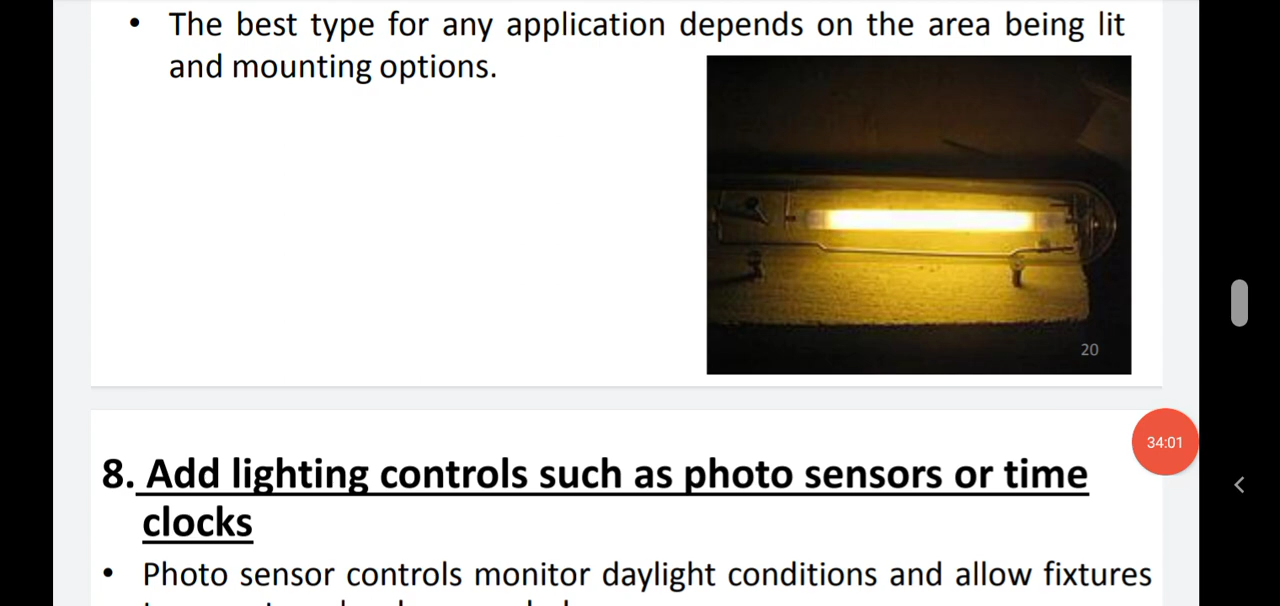 • The best type for any application depends on the area being lit
and mounting options.
20
34:01
8. Add lighting controls such as photo sensors or time
clocks
• Photo sensor controls monitor daylight conditions and allow fixtures